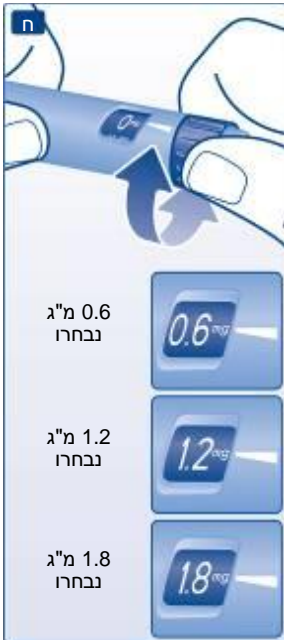 ח
0 mg
0.6 מ"ג
נבחרו
0.6 mg
1.2 מ"ג
נבחרו
1.2 mg
1.8 מ"ג
נבחרו
1.8 mg